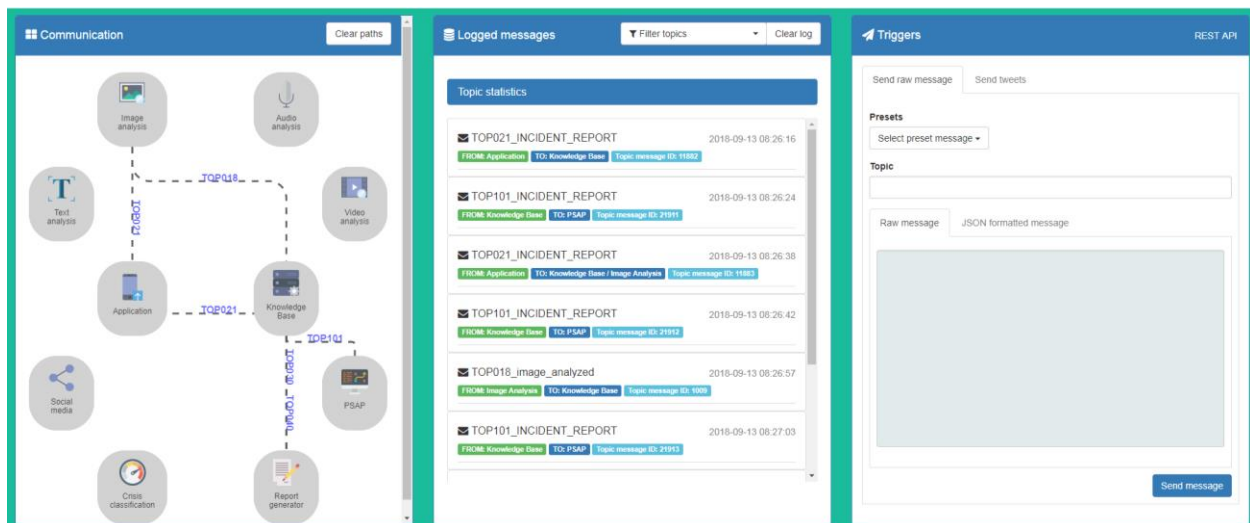 Communication
Clear paths
Image
analysis
Audio
analysis
TOP018
Text
analysis
TOP021
Video
analysis
Application
TOP021
Knowledge
Base
TOP101
TOP040
Social
media
PSAP
Crisis
classification
Report
generator
Logged messages
Filter topics
Clear log
Topic statistics
TOP021_INCIDENT_REPORT 2018-09-13 08:26:16
FROM: Application TO: Knowledge Base Topic message ID: 11882
TOP101_INCIDENT_REPORT 2018-09-13 08:26:24
FROM: Knowledge Base TO: PSAP Topic message ID: 21911
TOP021_INCIDENT_REPORT 2018-09-13 08:26:38
FROM: Application TO: Knowledge Base / Image Analysis Topic message ID: 11883
TOP101_INCIDENT_REPORT 2018-09-13 08:26:42
FROM: Knowledge Base TO: PSAP Topic message ID: 21912
TOP018_image_analyzed 2018-09-13 08:26:57
FROM: Image Analysis TO: Knowledge Base Topic message ID: 1009
TOP101_INCIDENT_REPORT 2018-09-13 08:27:03
FROM: Knowledge Base TO: PSAP Topic message ID: 21913
Triggers
REST API
Send raw message
Send tweets
Presets
Select preset message
Topic
Raw message
JSON formatted message
Send message